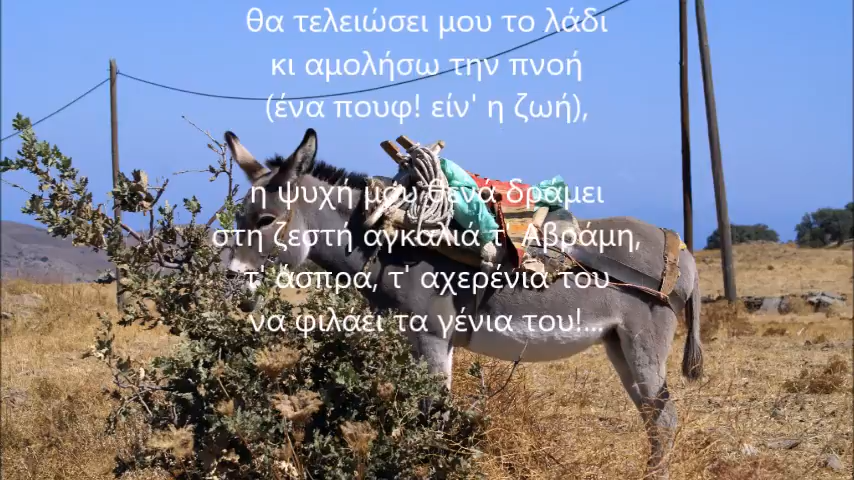 θα τελειώσει μου το λάδι
κι αμολήσω την πνοή
(ένα πουφ! είν' η ζωή),
η ψυχή μου θενά δράμει
στη ζεστή αγκαλιά τ' Αβράμη,
τ' άσπρα, τ' αχερένια του
να φιλάει τα γένια του!...